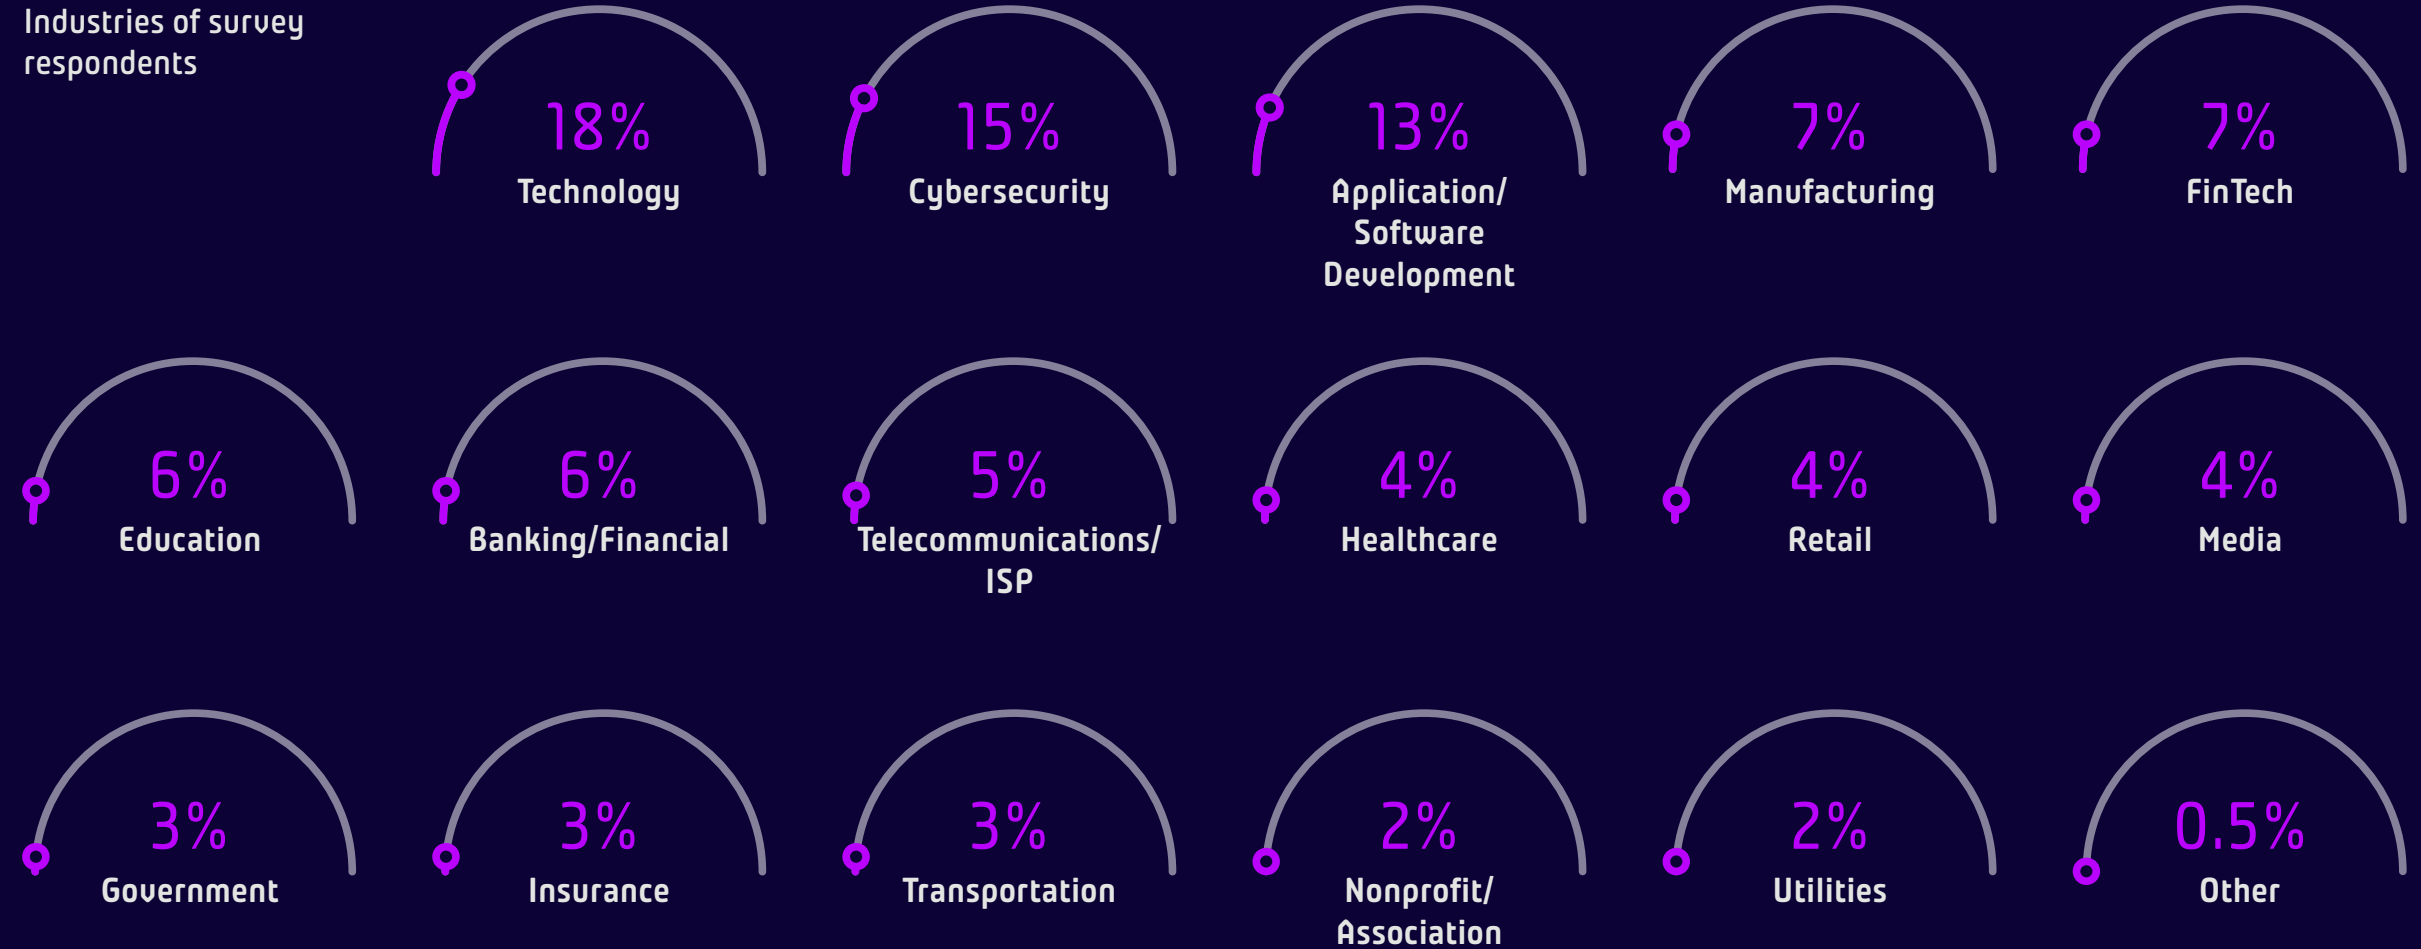 Industries of survey
respondents
18%
Technology
15%
Cybersecurity
13%
Application/
Software
Development
7%
Manufacturing
7%
FinTech
6%
Education
6%
Banking/Financial
5%
Telecommunications/
ISP
4%
Healthcare
4%
Retail
4%
Media
3%
Government
3%
Insurance
3%
Transportation
2%
Nonprofit/
Association
2%
Utilities
0.5%
Other